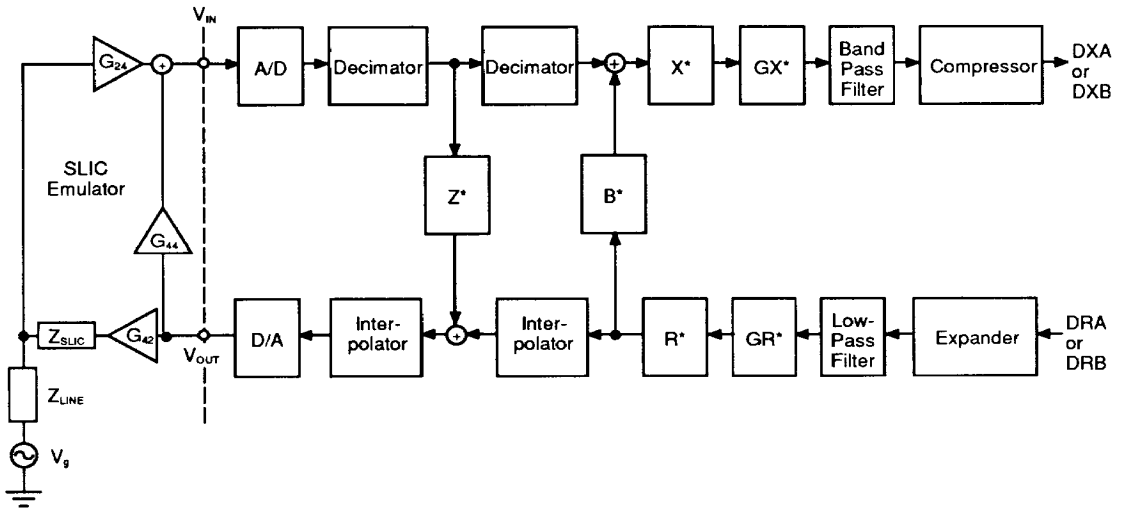 V_IN
G_24
+
A/D
Decimator
Decimator
+
X*
GX*
Band
Pass
Filter
Compressor
DXA
or
DXB
SLIC
Emulator
Z*
B*
G_44
Z_SLIC
G_42
V_OUT
D/A
Inter-
polator
+
Inter-
polator
R*
GR*
Low-
Pass
Filter
Expander
DRA
or
DRB
Z_LINE
V_g